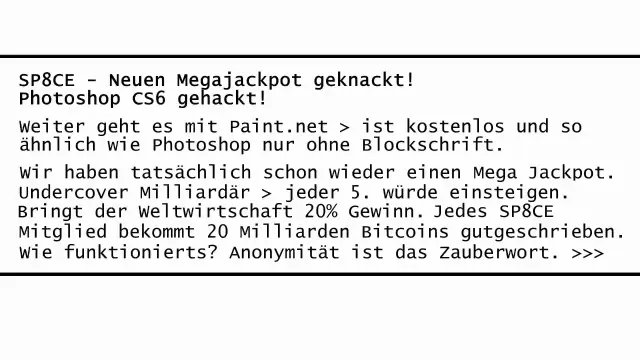 SP8CE - Neuen Megajackpot geknackt!
Photoshop CS6 gehackt!
Weiter geht es mit Paint.net > ist kostenlos und so
ähnlich wie Photoshop nur ohne Blockschrift.
Wir haben tatsächlich schon wieder einen Mega Jackpot.
Undercover Milliardär > jeder 5. würde einsteigen.
Bringt der Weltwirtschaft 20% Gewinn. Jedes SP8CE
Mitglied bekommt 20 Milliarden Bitcoins gutgeschrieben.
Wie funktionierts? Anonymität ist das Zauberwort. >>>